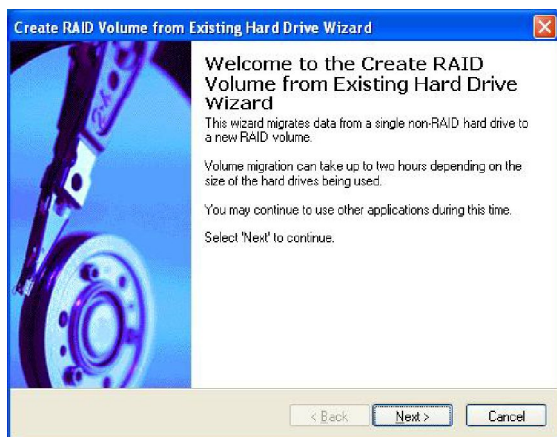 Create RAID Volume from Existing Hard Drive Wizard
Welcome to the Create RAID
Volume from Existing Hard Drive
Wizard
This wizard migrates data from a single non-RAID hard drive to
a new RAID volume.
Volume migration can take up to two hours depending on the
size of the hard drives being used.
You may continue to use other applications during this time.
Select 'Next' to continue.
< Back
Next >
Cancel